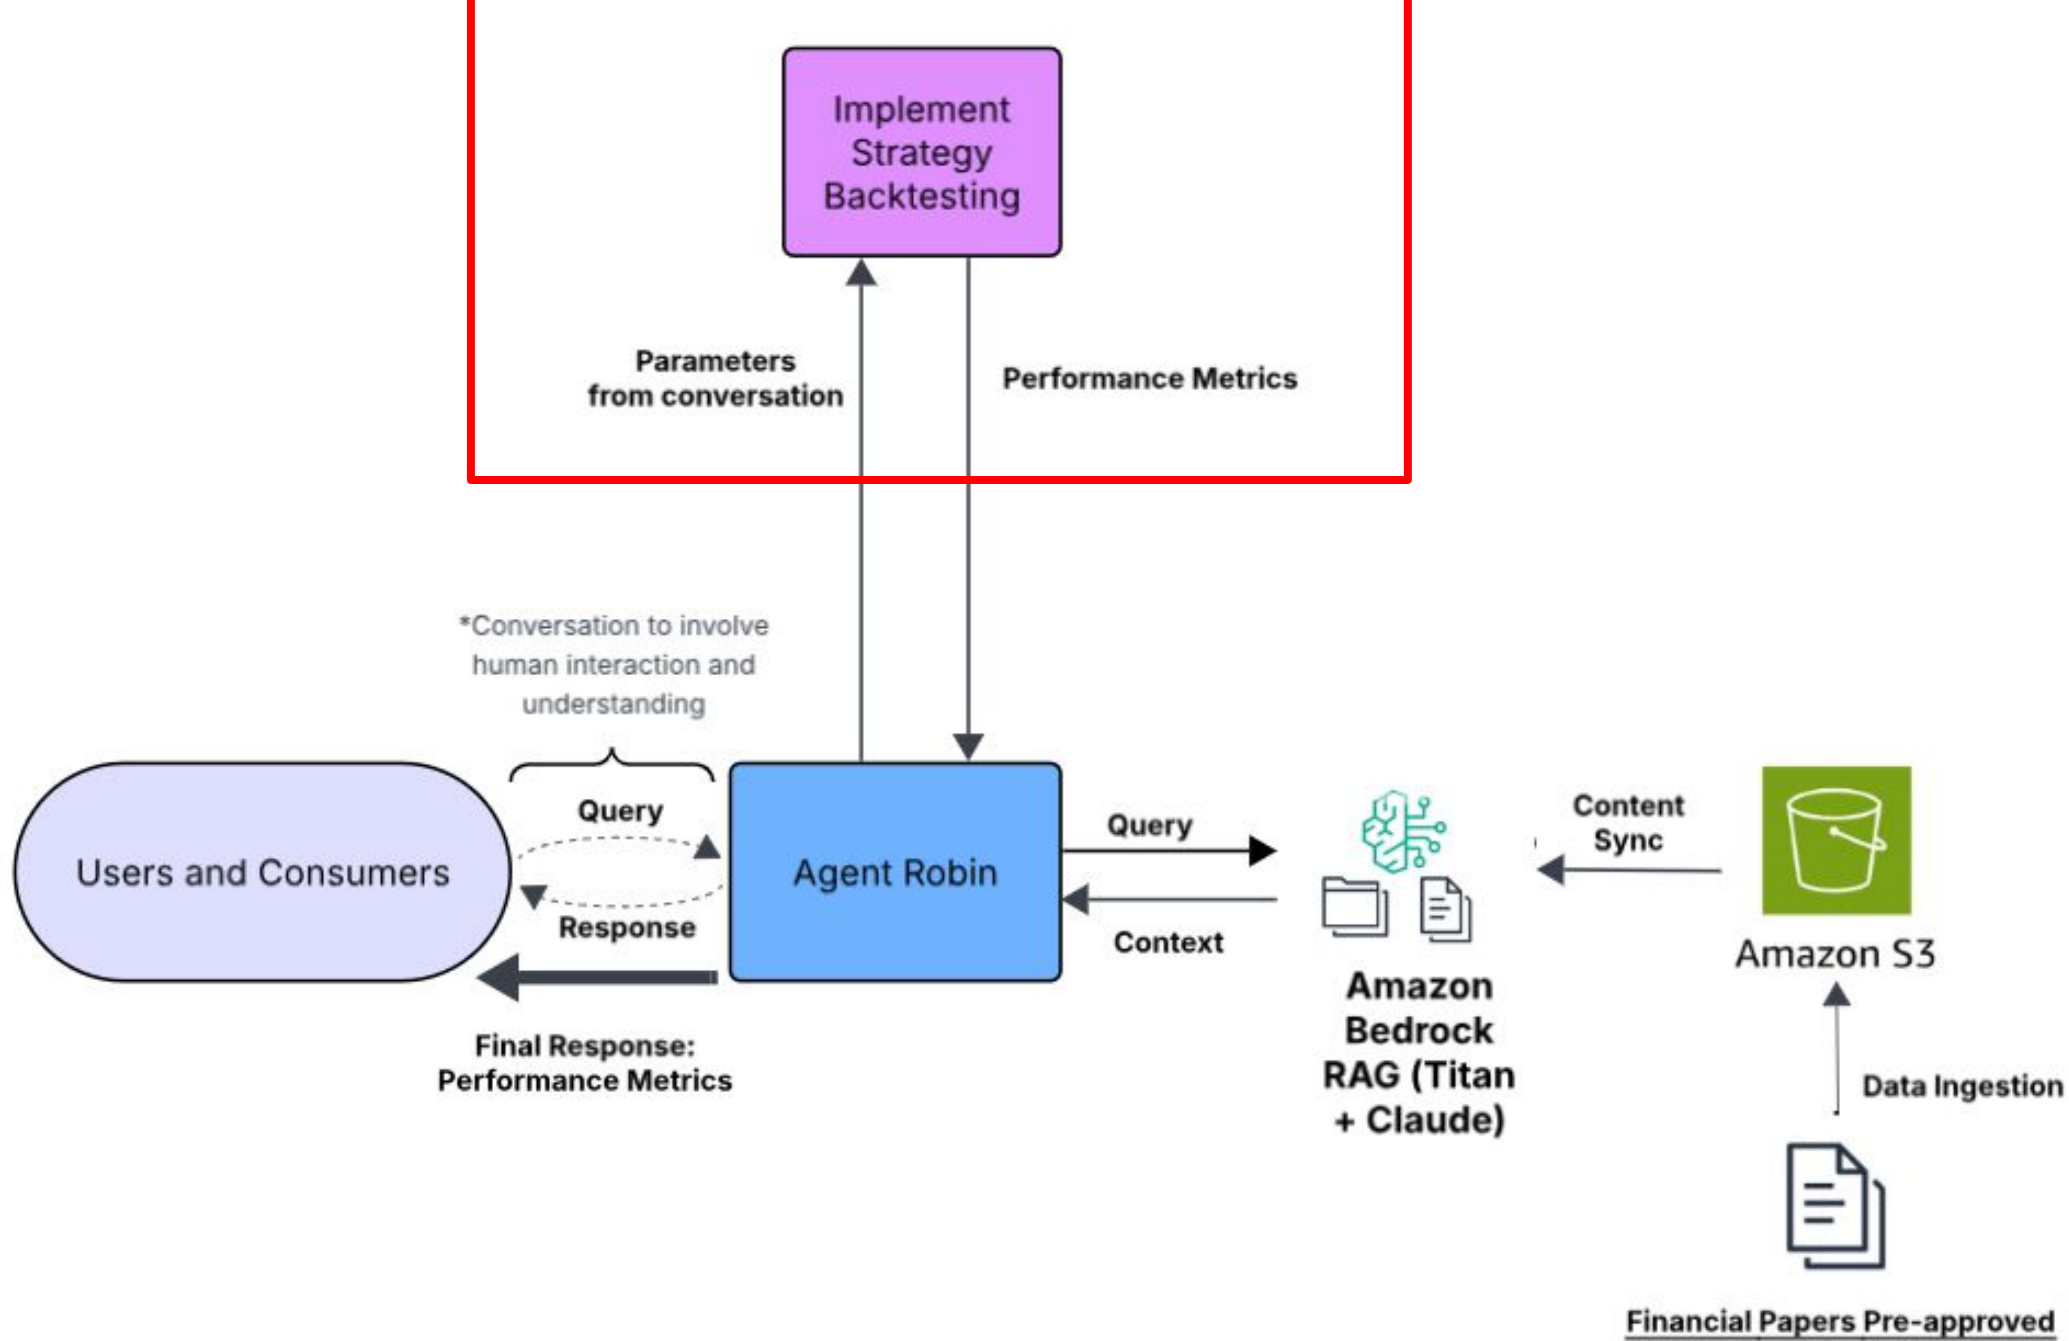 Implement
Strategy
Backtesting
Parameters
from conversation
Performance Metrics
*Conversation to involve
human interaction and
understanding
Users and Consumers
Query
Response
Final Response:
Performance Metrics
Agent Robin
Query
Context
Amazon
Bedrock
RAG (Titan
+ Claude)
Content
Sync
Amazon S3
Data Ingestion
Financial Papers Pre-approved